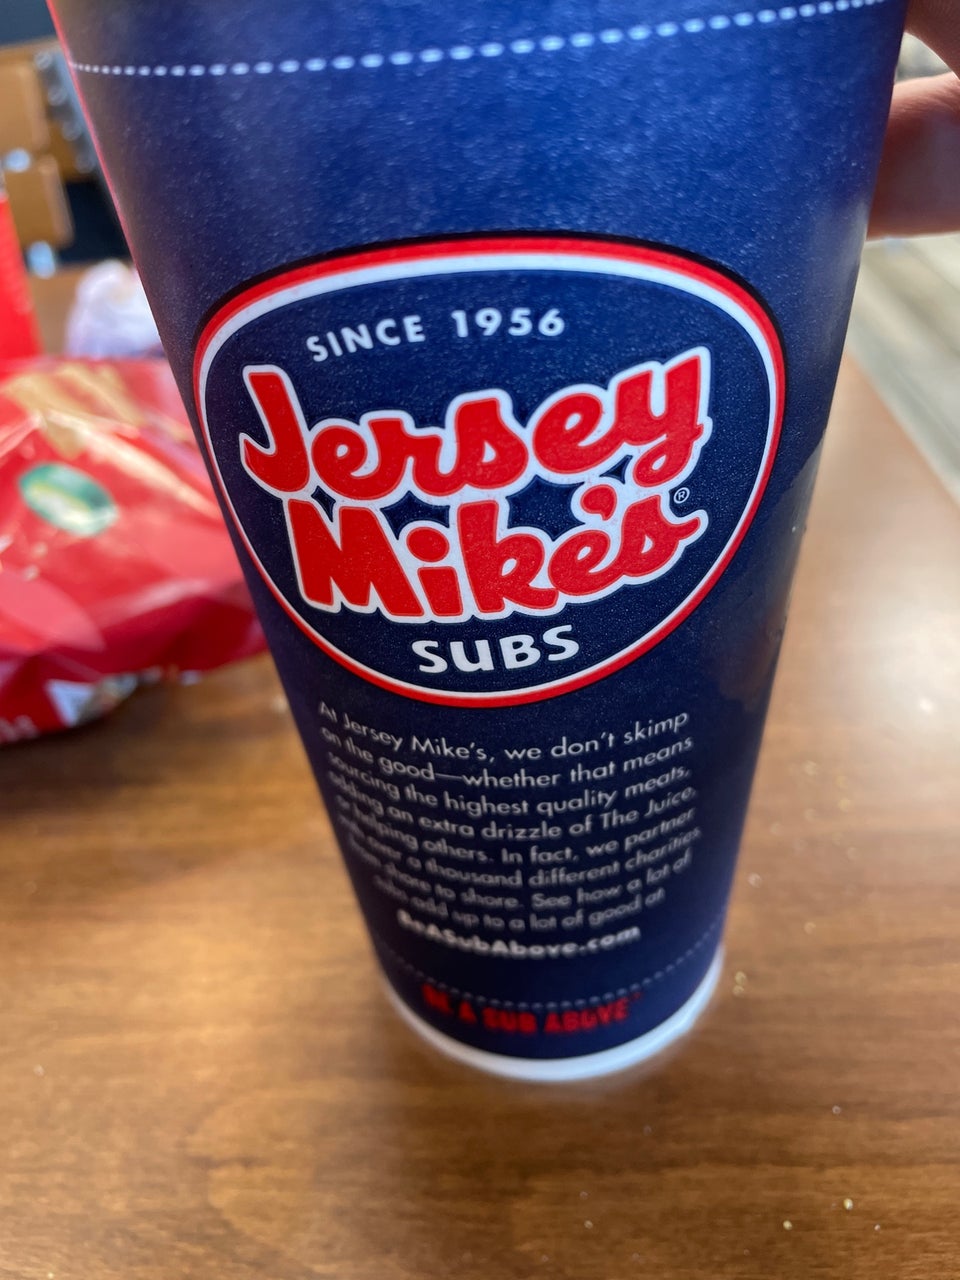 SINCE 1956
Jersey
Mike's®
SUBS
At Jersey Mike's, we don't skimp
on the good—whether that means
sourcing the highest quality meats,
adding an extra drizzle of The Juice,
or helping others. In fact, we partner
with over a thousand different charities
from shore to shore. See how a lot of
subs add up to a lot of good at
BeASubAbove.com
BE A SUB ABOVE™